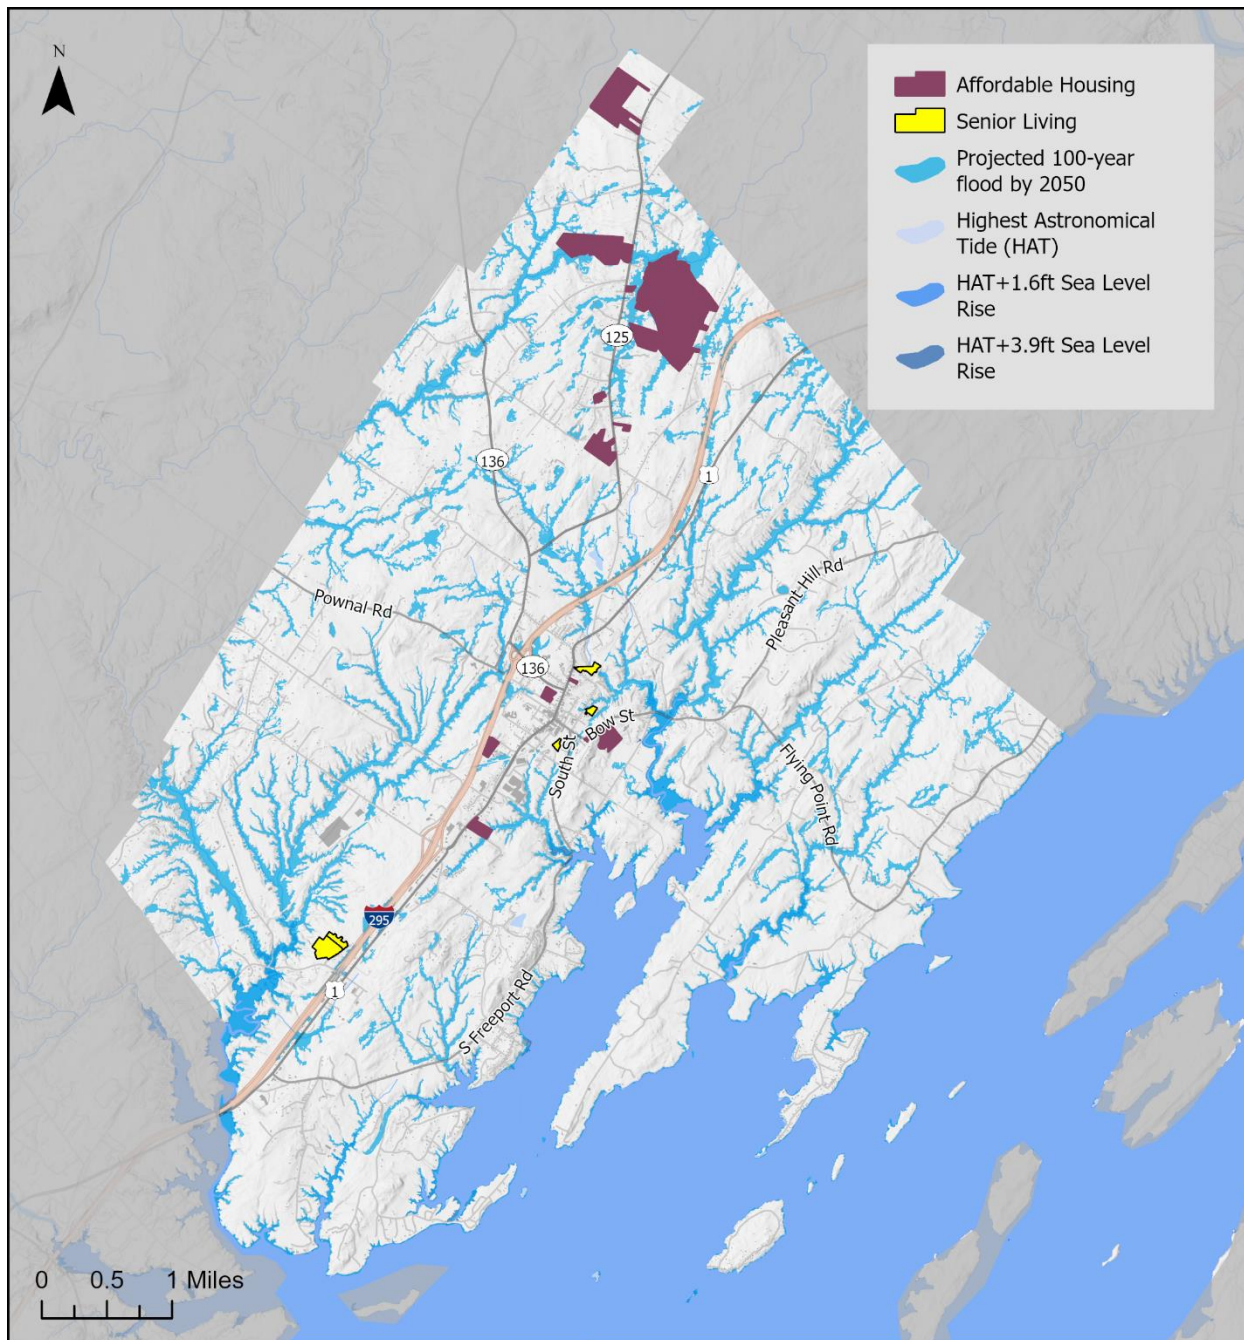 N
Affordable Housing
Senior Living
Projected 100-year
flood by 2050
Highest Astronomical
Tide (HAT)
HAT+1.6ft Sea Level
Rise
HAT+3.9ft Sea Level
Rise
125
136
1
Pleasant Hill Rd
Pownal Rd
136
Bow St
South St
Flying Point Rd
295
1
S Freeport Rd
0 0.5 1 Miles